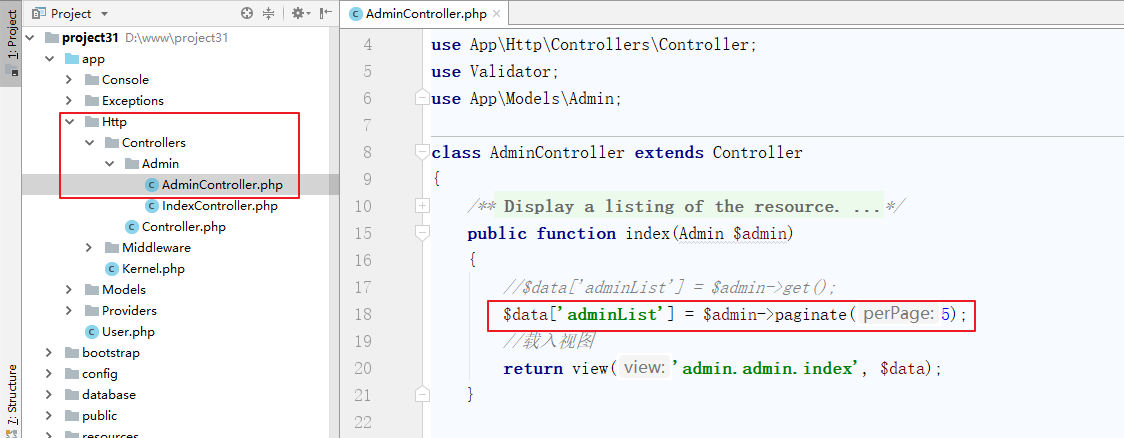 1: Project
7: Structure
Project
project31 D:\www\project31
app
Console
Exceptions
Http
Controllers
Admin
AdminController.php
IndexController.php
Controller.php
Middleware
Kernel.php
Models
Providers
User.php
bootstrap
config
database
public
resources
AdminController.php
4 use App\Http\Controllers\Controller;
5 use Validator;
6 use App\Models\Admin;
7
8 class AdminController extends Controller
9 {
10 /** Display a listing of the resource. ...*/
15 public function index(Admin $admin)
16 {
17 //$data['adminList'] = $admin->get();
18 $data['adminList'] = $admin->paginate( perPage: 5);
19 //载入视图
20 return view( view: 'admin.admin.index', $data);
21 }
22